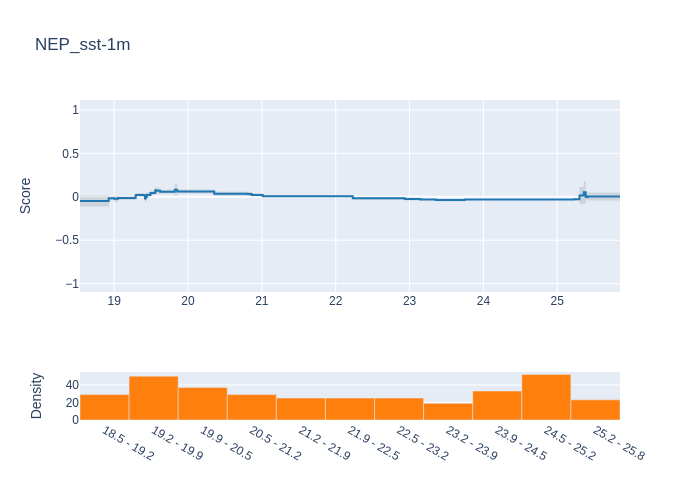 NEP_sst-1m
Score
1
0.5
0
−0.5
−1
19 20 21 22 23 24 25
Density
40
20
0
18.5 - 19.2
19.2 - 19.9
19.9 - 20.5
20.5 - 21.2
21.2 - 21.9
21.9 - 22.5
22.5 - 23.2
23.2 - 23.9
23.9 - 24.5
24.5 - 25.2
25.2 - 25.8